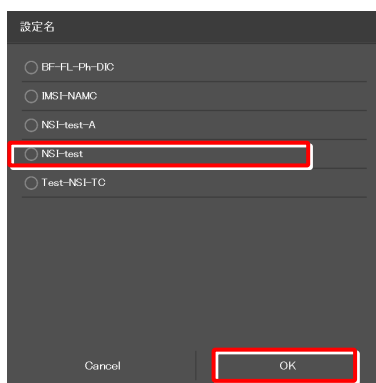 設定名
BF-FL-Ph-DIC
IMSI-NAMC
NSI-test-A
NSI-test
Test-NSI-TC
Cancel OK